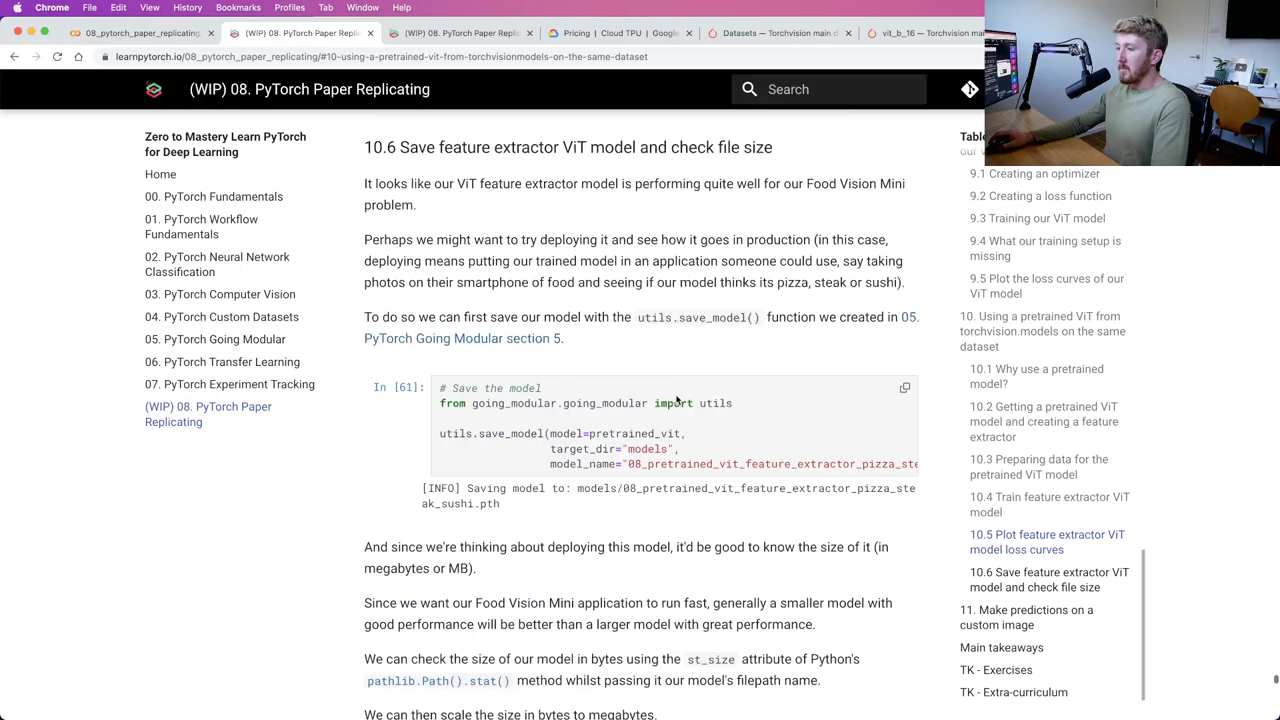 Chrome File Edit View History Bookmarks Profiles Tab Window Help
08_pytorch_paper_replicating_
(WIP) 08. PyTorch Paper Repli
(WIP) 08. PyTorch Paper Replic
Pricing | Cloud TPU | Google
Datasets — Torchvision main d
vit_b_16 — Torchvision main
learnpytorch.io/08_pytorch_paper_replicating/#10-using-a-pretrained-vit-from-torchvisionmodels-on-the-same-dataset
(WIP) 08. PyTorch Paper Replicating
Search
Zero to Mastery Learn PyTorch
for Deep Learning
Home
00. PyTorch Fundamentals
01. PyTorch Workflow
Fundamentals
02. PyTorch Neural Network
Classification
03. PyTorch Computer Vision
04. PyTorch Custom Datasets
05. PyTorch Going Modular
06. PyTorch Transfer Learning
07. PyTorch Experiment Tracking
(WIP) 08. PyTorch Paper
Replicating
10.6 Save feature extractor ViT model and check file size
It looks like our ViT feature extractor model is performing quite well for our Food Vision Mini
problem.
Perhaps we might want to try deploying it and see how it goes in production (in this case,
deploying means putting our trained model in an application someone could use, say taking
photos on their smartphone of food and seeing if our model thinks its pizza, steak or sushi).
To do so we can first save our model with the utils.save_model() function we created in 05.
PyTorch Going Modular section 5.
In [61]:
# Save the model
from going_modular.going_modular import utils
utils.save_model(model=pretrained_vit,
target_dir="models",
model_name="08_pretrained_vit_feature_extractor_pizza_ste
[INFO] Saving model to: models/08_pretrained_vit_feature_extractor_pizza_ste
ak_sushi.pth
And since we're thinking about deploying this model, it'd be good to know the size of it (in
megabytes or MB).
Since we want our Food Vision Mini application to run fast, generally a smaller model with
good performance will be better than a larger model with great performance.
We can check the size of our model in bytes using the st_size attribute of Python's
pathlib.Path().stat() method whilst passing it our model's filepath name.
We can then scale the size in bytes to megabytes.
Table
9.1 Creating an optimizer
9.2 Creating a loss function
9.3 Training our ViT model
9.4 What our training setup is
missing
9.5 Plot the loss curves of our
ViT model
10. Using a pretrained ViT from
torchvision.models on the same
dataset
10.1 Why use a pretrained
model?
10.2 Getting a pretrained ViT
model and creating a feature
extractor
10.3 Preparing data for the
pretrained ViT model
10.4 Train feature extractor ViT
model
10.5 Plot feature extractor ViT
model loss curves
10.6 Save feature extractor ViT
model and check file size
11. Make predictions on a
custom image
Main takeaways
TK - Exercises
TK - Extra-curriculum